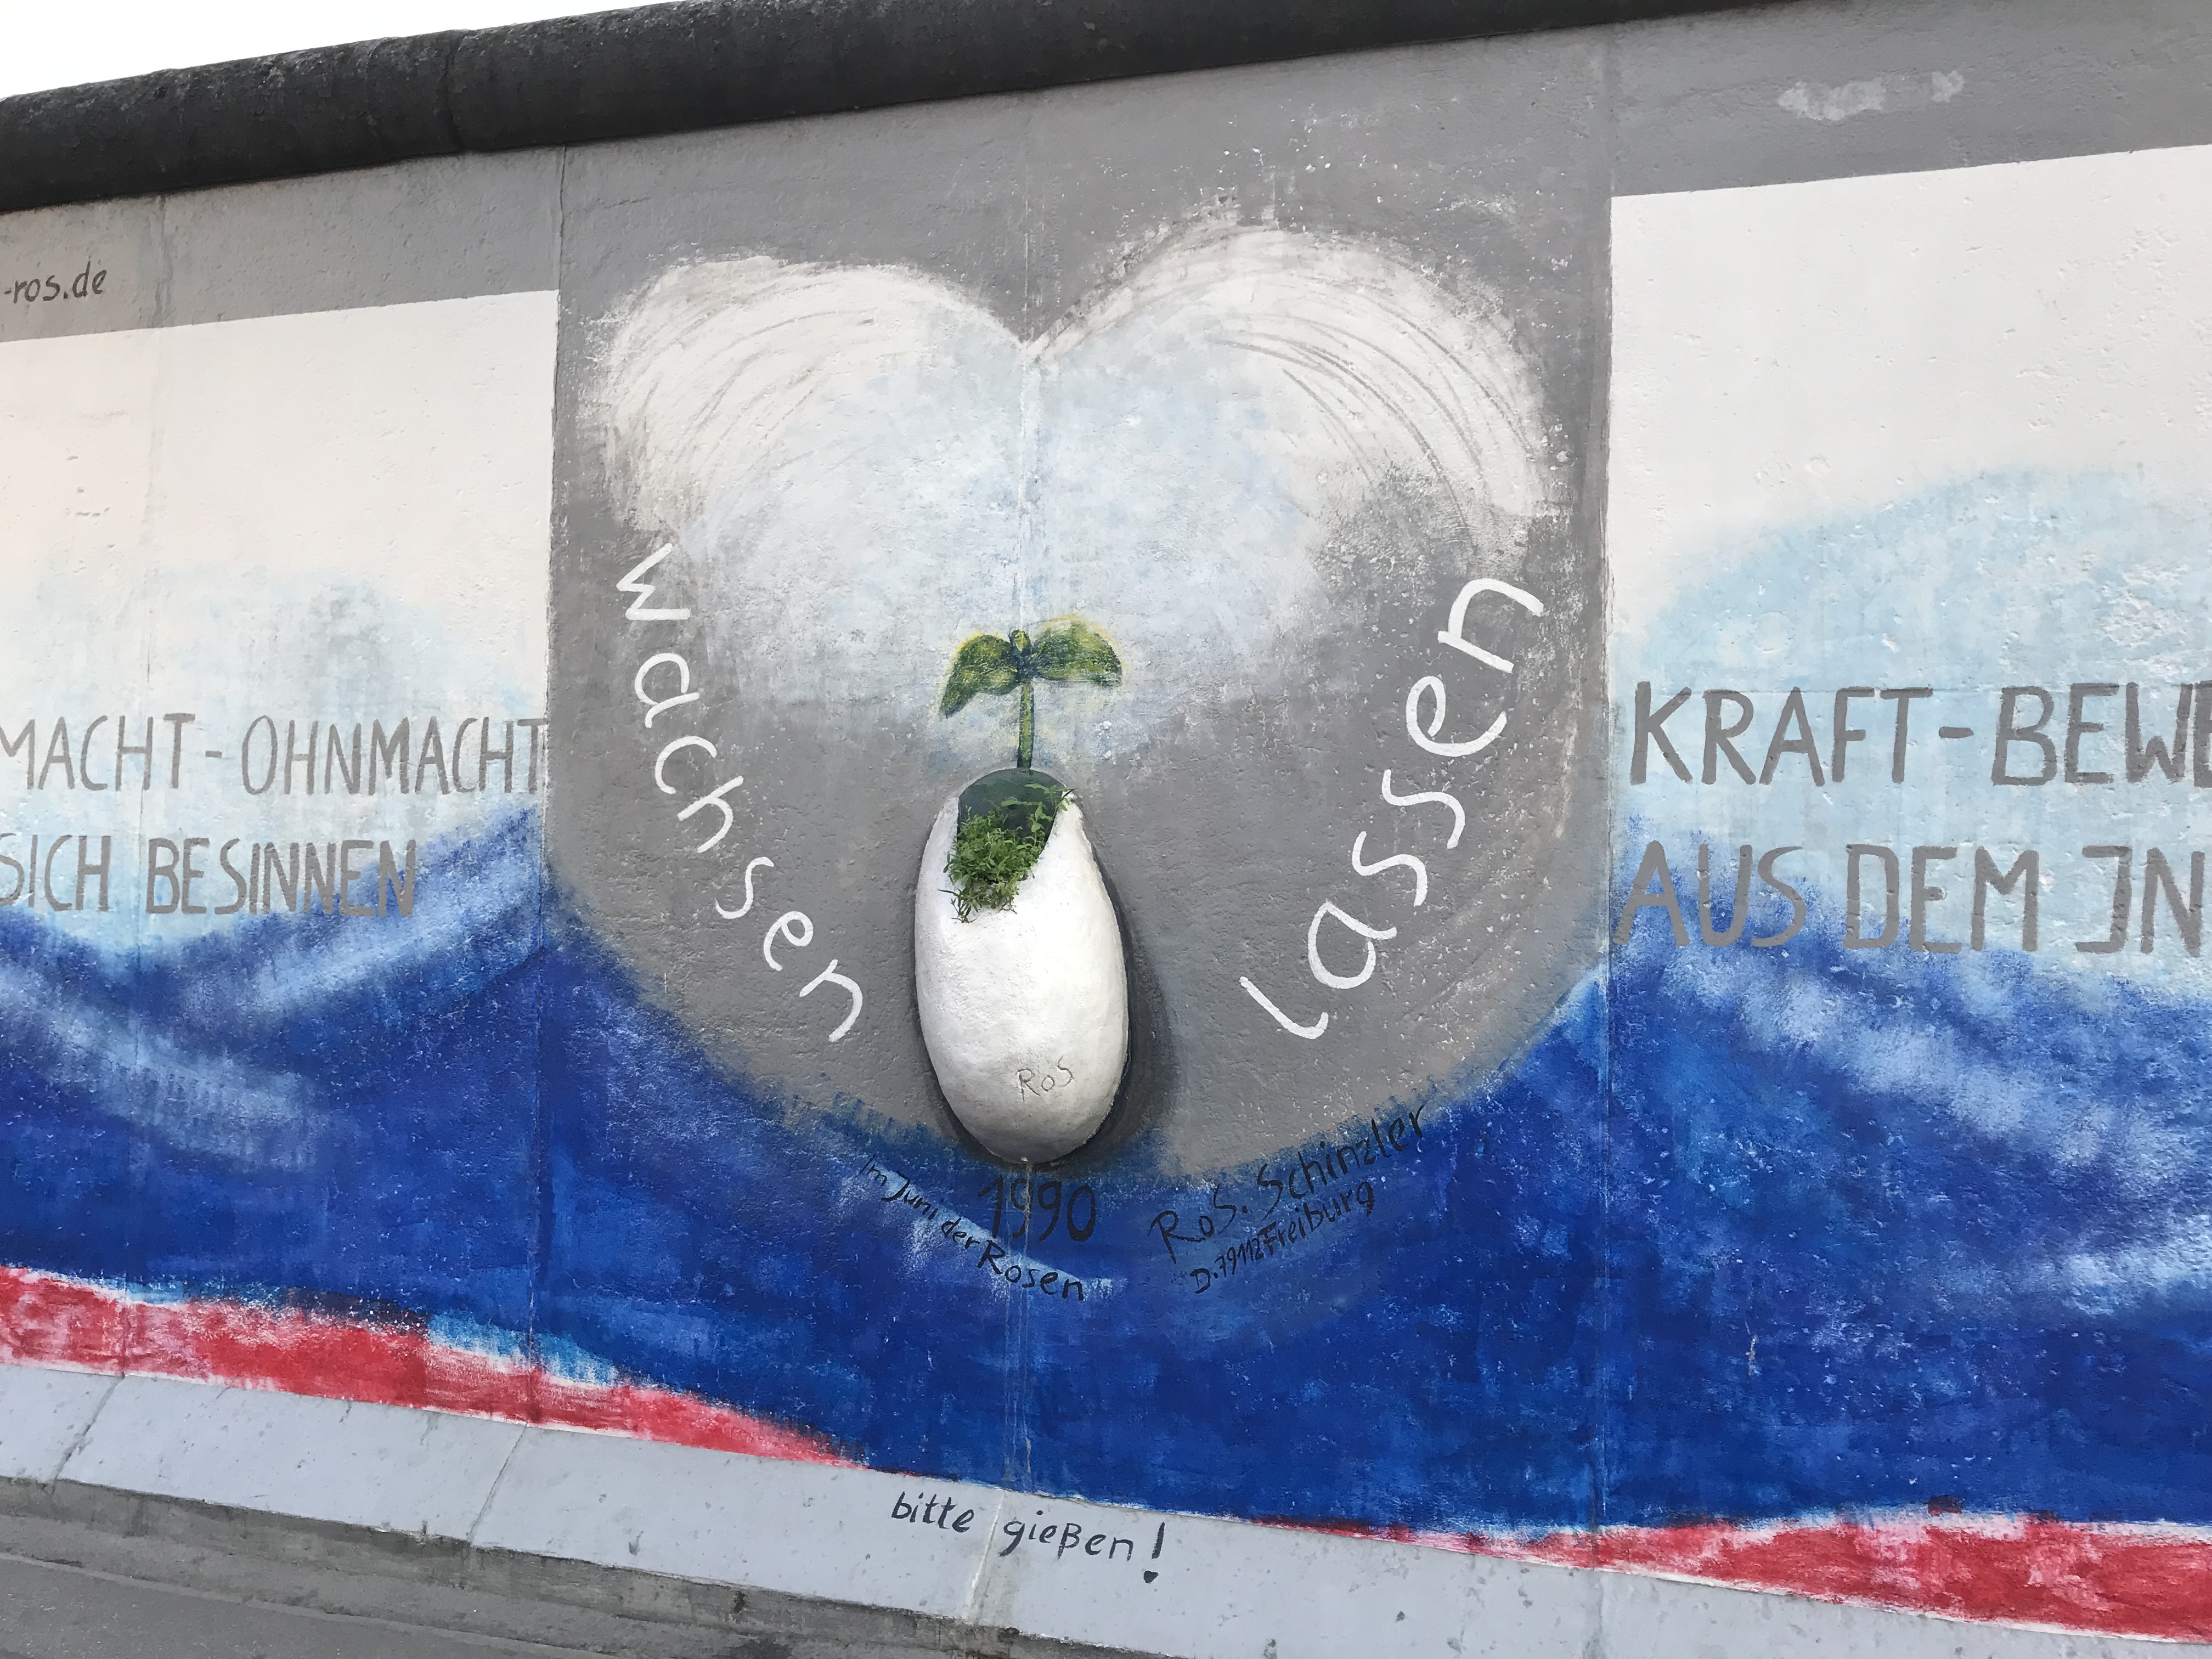 -ros.de
MACHT-OHNMACHT
SICH BESINNEN
wachsen lassen
KRAFT-BEWE
AUS DEM JN
RoS
Im Juni der Rosen
1990
RoS. Schinzler
D.79112 Freiburg
bitte gießen!